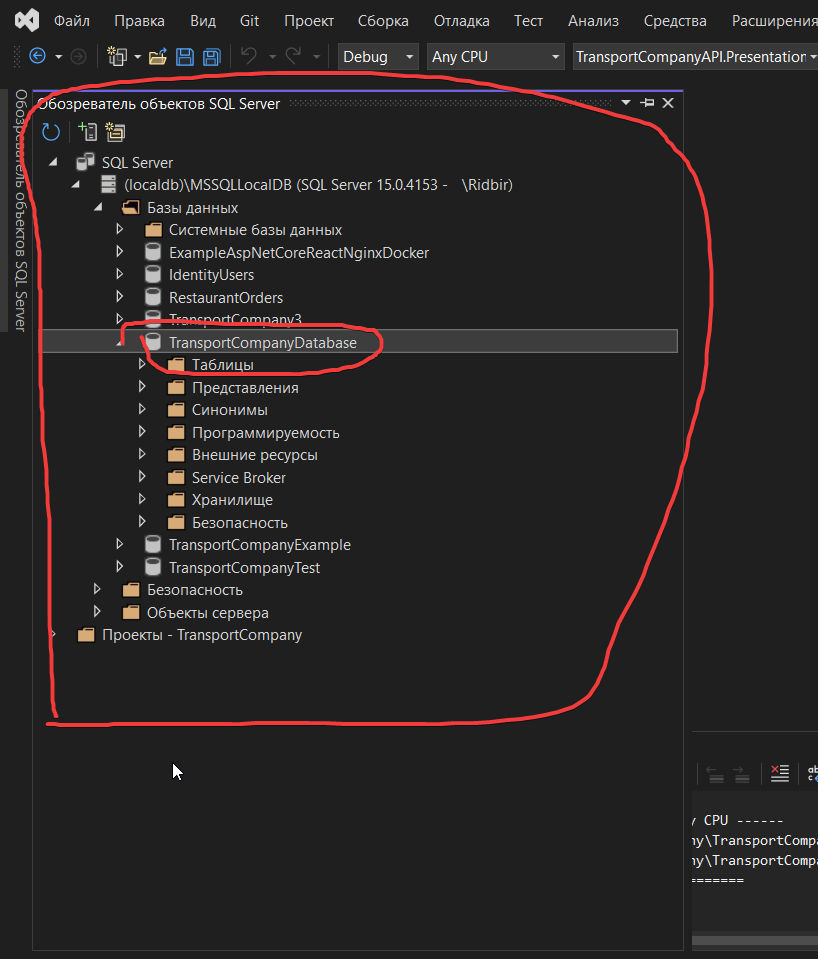 Файл Правка Вид Git Проект Сборка Отладка Тест Анализ Средства Расширения
Debug Any CPU TransportCompanyAPI.Presentation
Обозреватель объектов SQL Server
Обозреватель объектов SQL Server
SQL Server
(localdb)\MSSQLLocalDB (SQL Server 15.0.4153 - \Ridbir)
Базы данных
Системные базы данных
ExampleAspNetCoreReactNginxDocker
IdentityUsers
RestaurantOrders
TransportCompany3
TransportCompanyDatabase
Таблицы
Представления
Синонимы
Программируемость
Внешние ресурсы
Service Broker
Хранилище
Безопасность
TransportCompanyExample
TransportCompanyTest
Безопасность
Объекты сервера
Проекты - TransportCompany
y CPU ------
ny\TransportCompa
ny\TransportCompa
=======